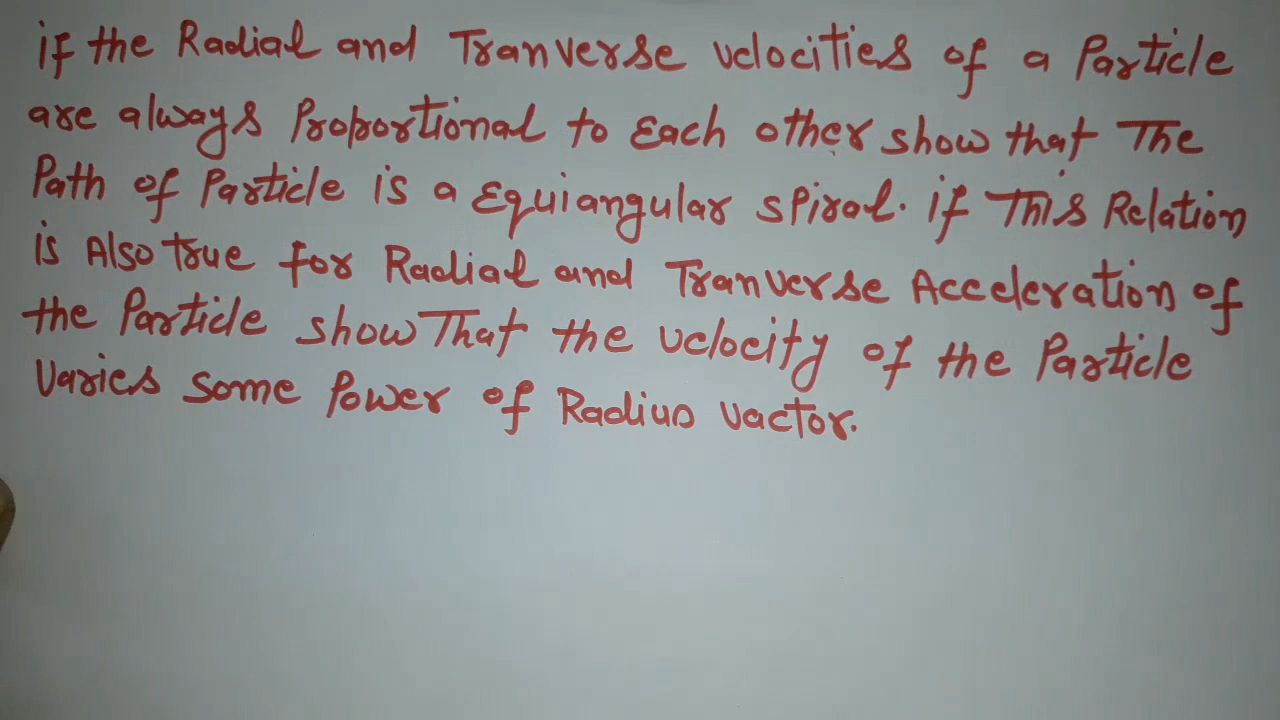 if the Radial and Tranverse velocities of a Particle
are always Proportional to Each other show that The
Path of Particle is a Equiangular spiral. if This Relation
is Also true for Radial and Tranverse Acceleration of
the Particle show That the velocity of the Particle
varies some Power of Radius vactor.